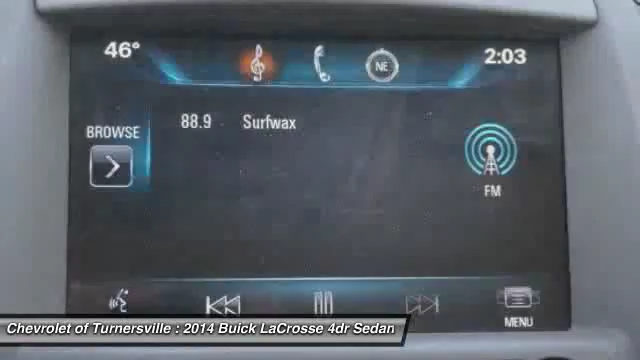 46°
NE
2:03
BROWSE
88.9 Surfwax
FM
MENU
Chevrolet of Turnersville : 2014 Buick LaCrosse 4dr Sedan